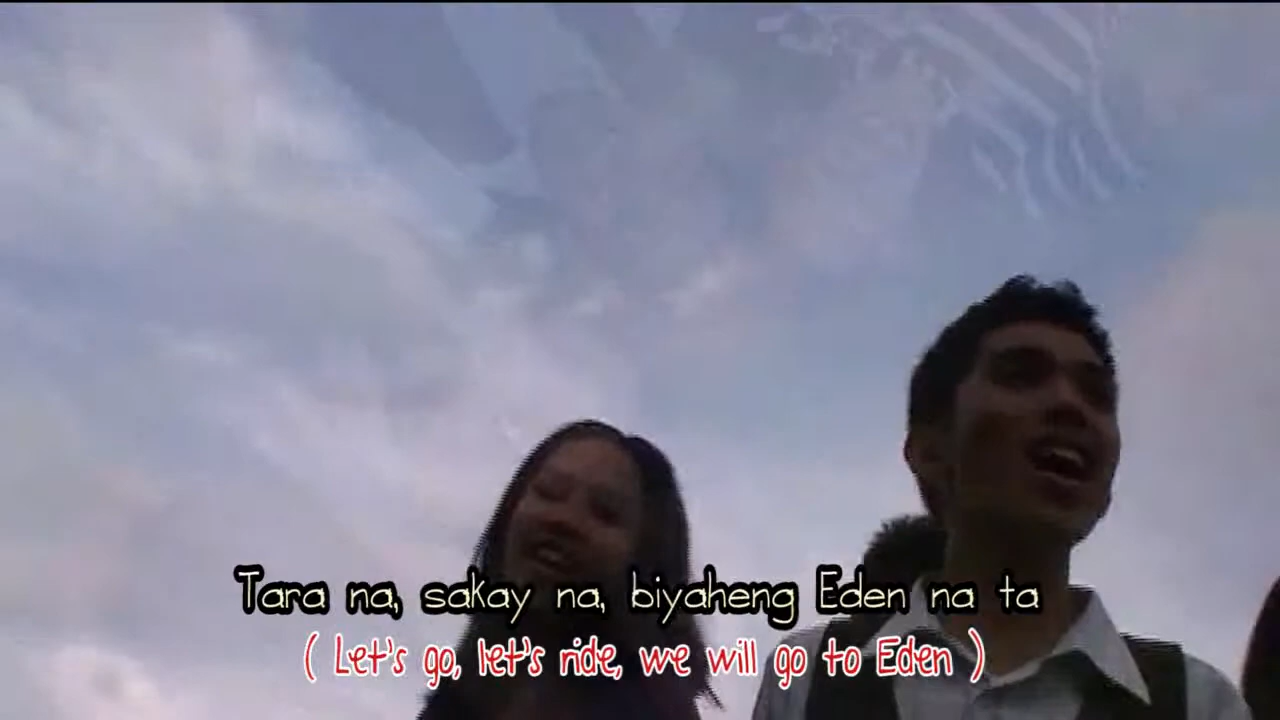 Tara na, sakay na, biyaheng Eden na ta
( Let's go, let's ride, we will go to Eden )